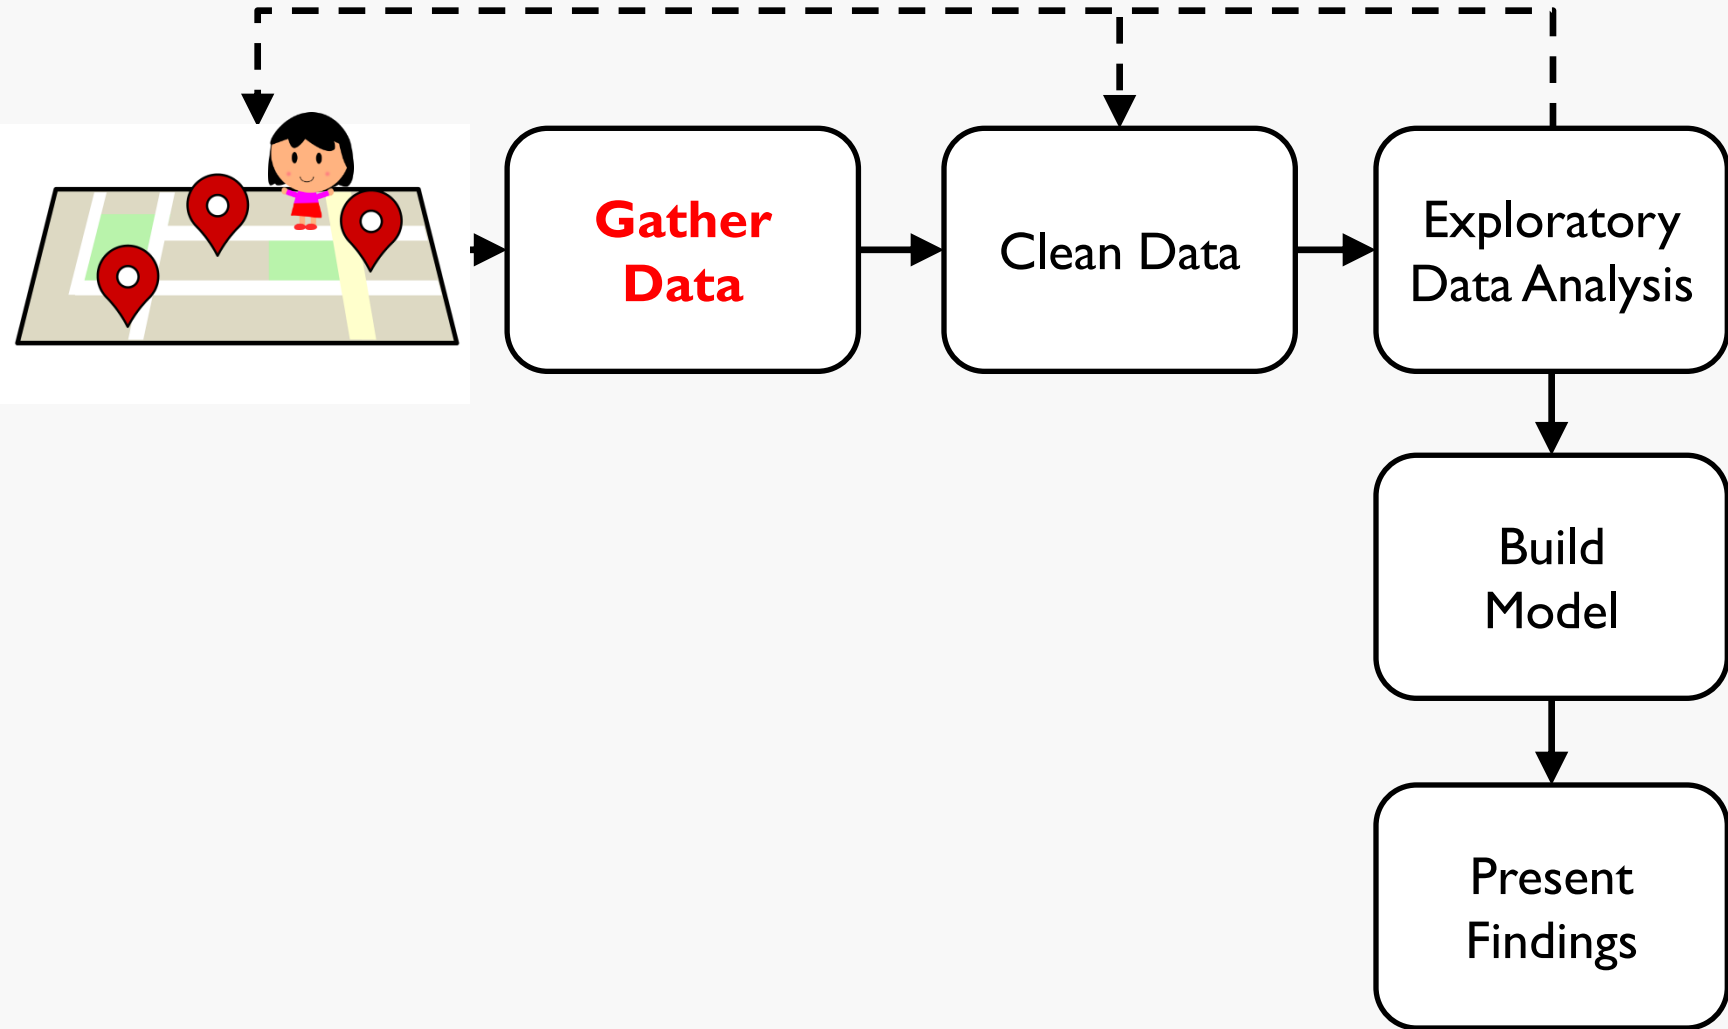 Gather
Data
Clean Data
Exploratory
Data Analysis
Build
Model
Present
Findings